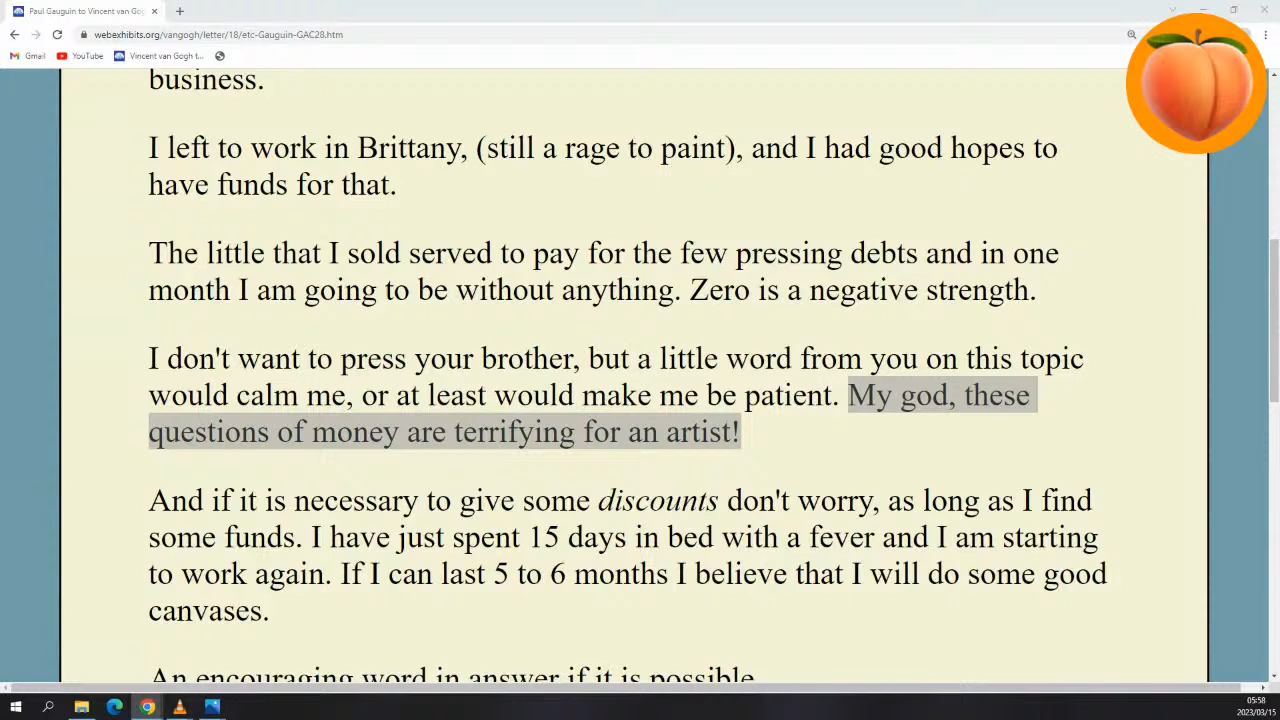 Paul Gauguin to Vincent van Gog
webexhibits.org/vangogh/letter/18/etc-Gauguin-GAC28.htm
Gmail
YouTube
Vincent van Gogh t...
business.
I left to work in Brittany, (still a rage to paint), and I had good hopes to
have funds for that.
The little that I sold served to pay for the few pressing debts and in one
month I am going to be without anything. Zero is a negative strength.
I don't want to press your brother, but a little word from you on this topic
would calm me, or at least would make me be patient. My god, these
questions of money are terrifying for an artist!
And if it is necessary to give some discounts don't worry, as long as I find
some funds. I have just spent 15 days in bed with a fever and I am starting
to work again. If I can last 5 to 6 months I believe that I will do some good
canvases.
An encouraging word in answer if it is possible
05:58
2023/03/15